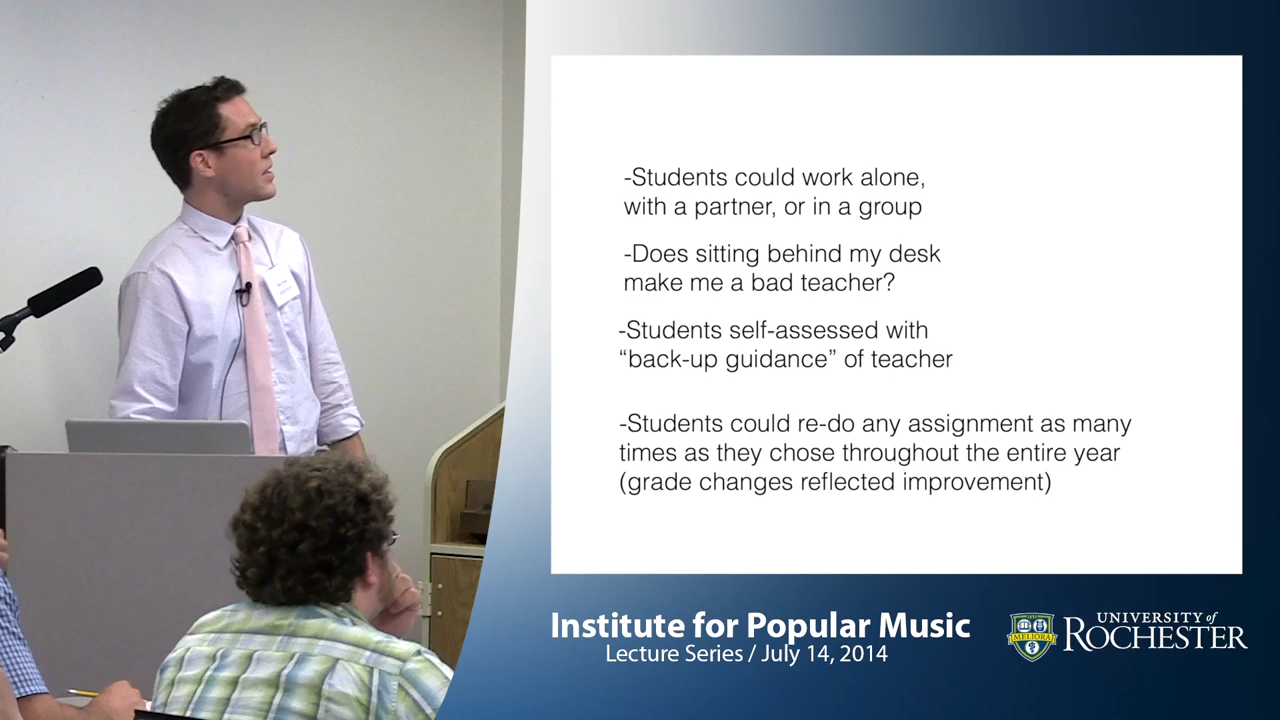 -Students could work alone,
with a partner, or in a group
-Does sitting behind my desk
make me a bad teacher?
-Students self-assessed with
“back-up guidance” of teacher
-Students could re-do any assignment as many
times as they chose throughout the entire year
(grade changes reflected improvement)
Institute for Popular Music
Lecture Series / July 14, 2014
MELIORA
UNIVERSITY of
ROCHESTER